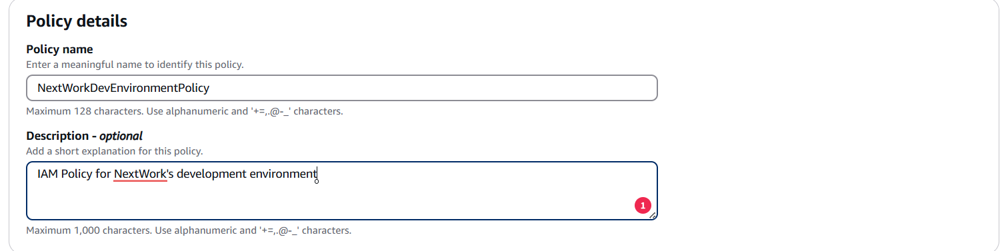 Policy details
Policy name
Enter a meaningful name to identify this policy.
NextWorkDevEnvironmentPolicy
Maximum 128 characters. Use alphanumeric and '+=,.@-_' characters.
Description - optional
Add a short explanation for this policy.
IAM Policy for NextWork's development environment
1
Maximum 1,000 characters. Use alphanumeric and '+=,.@-_' characters.